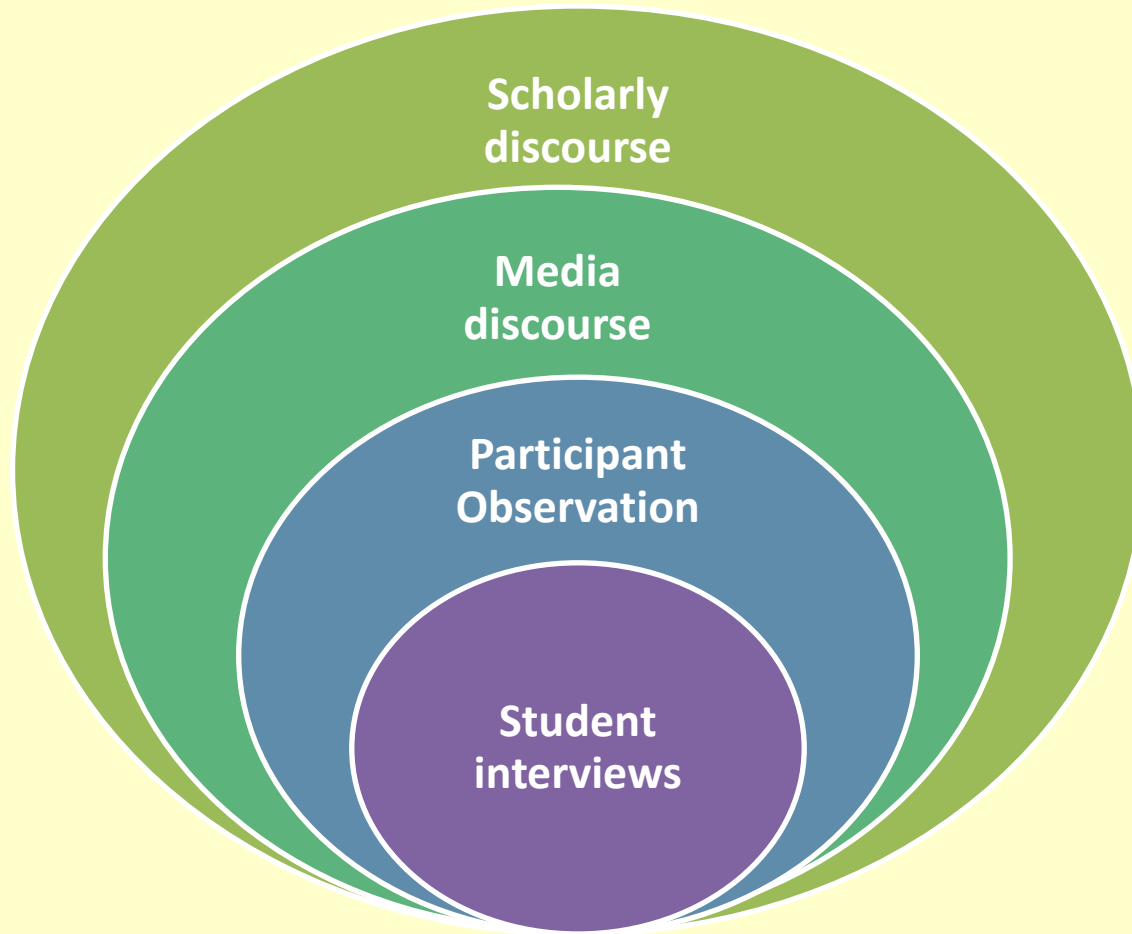 Scholarly
discourse
Media
discourse
Participant
Observation
Student
interviews